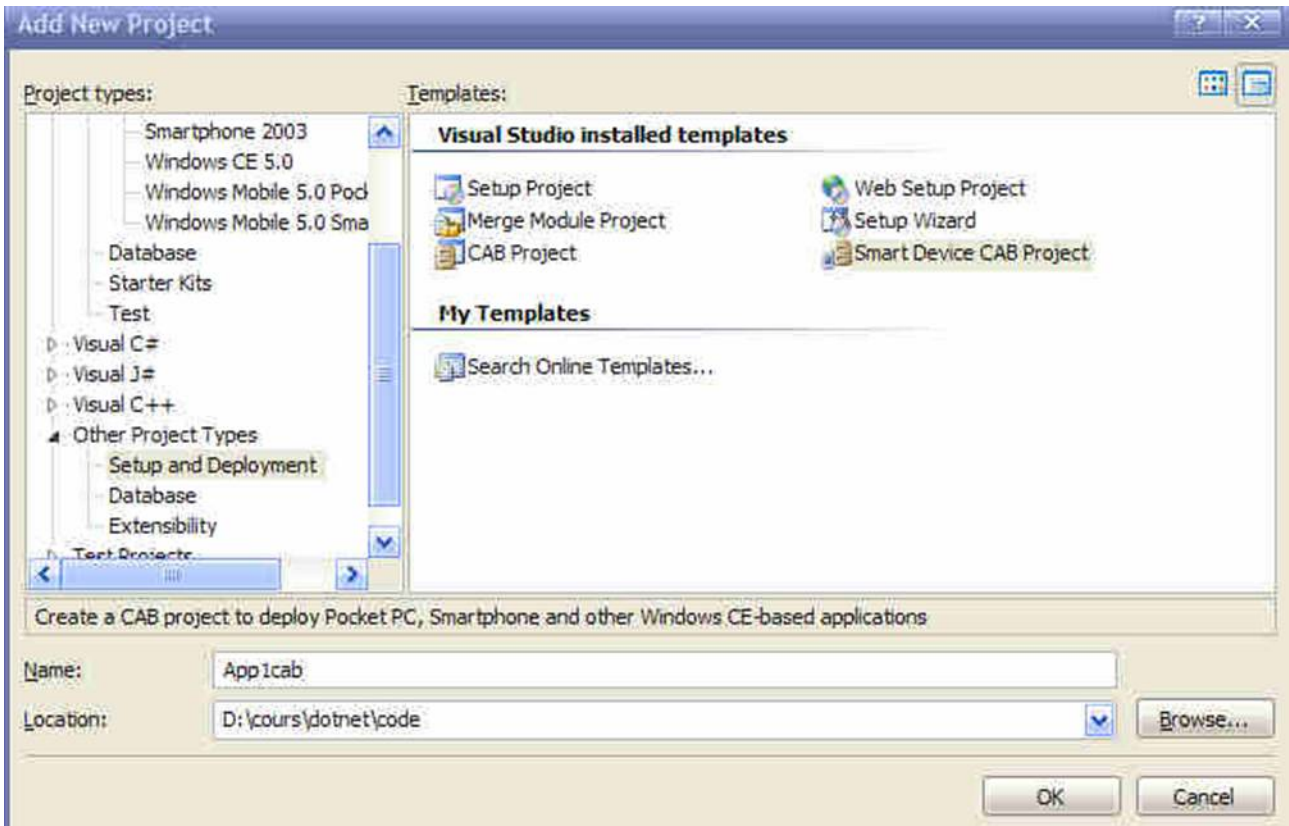 Add New Project
Project types:
Templates:
Smartphone 2003
Windows CE 5.0
Windows Mobile 5.0 Pock
Windows Mobile 5.0 Sma
Database
Starter Kits
Test
Visual C#
Visual J#
Visual C++
Other Project Types
Setup and Deployment
Database
Extensibility
Test Projects
Visual Studio installed templates
Setup Project
Web Setup Project
Merge Module Project
Setup Wizard
CAB Project
Smart Device CAB Project
My Templates
Search Online Templates...
Create a CAB project to deploy Pocket PC, Smartphone and other Windows CE-based applications
Name:
App1cab
Location:
D:\cours\dotnet\code
Browse...
OK
Cancel